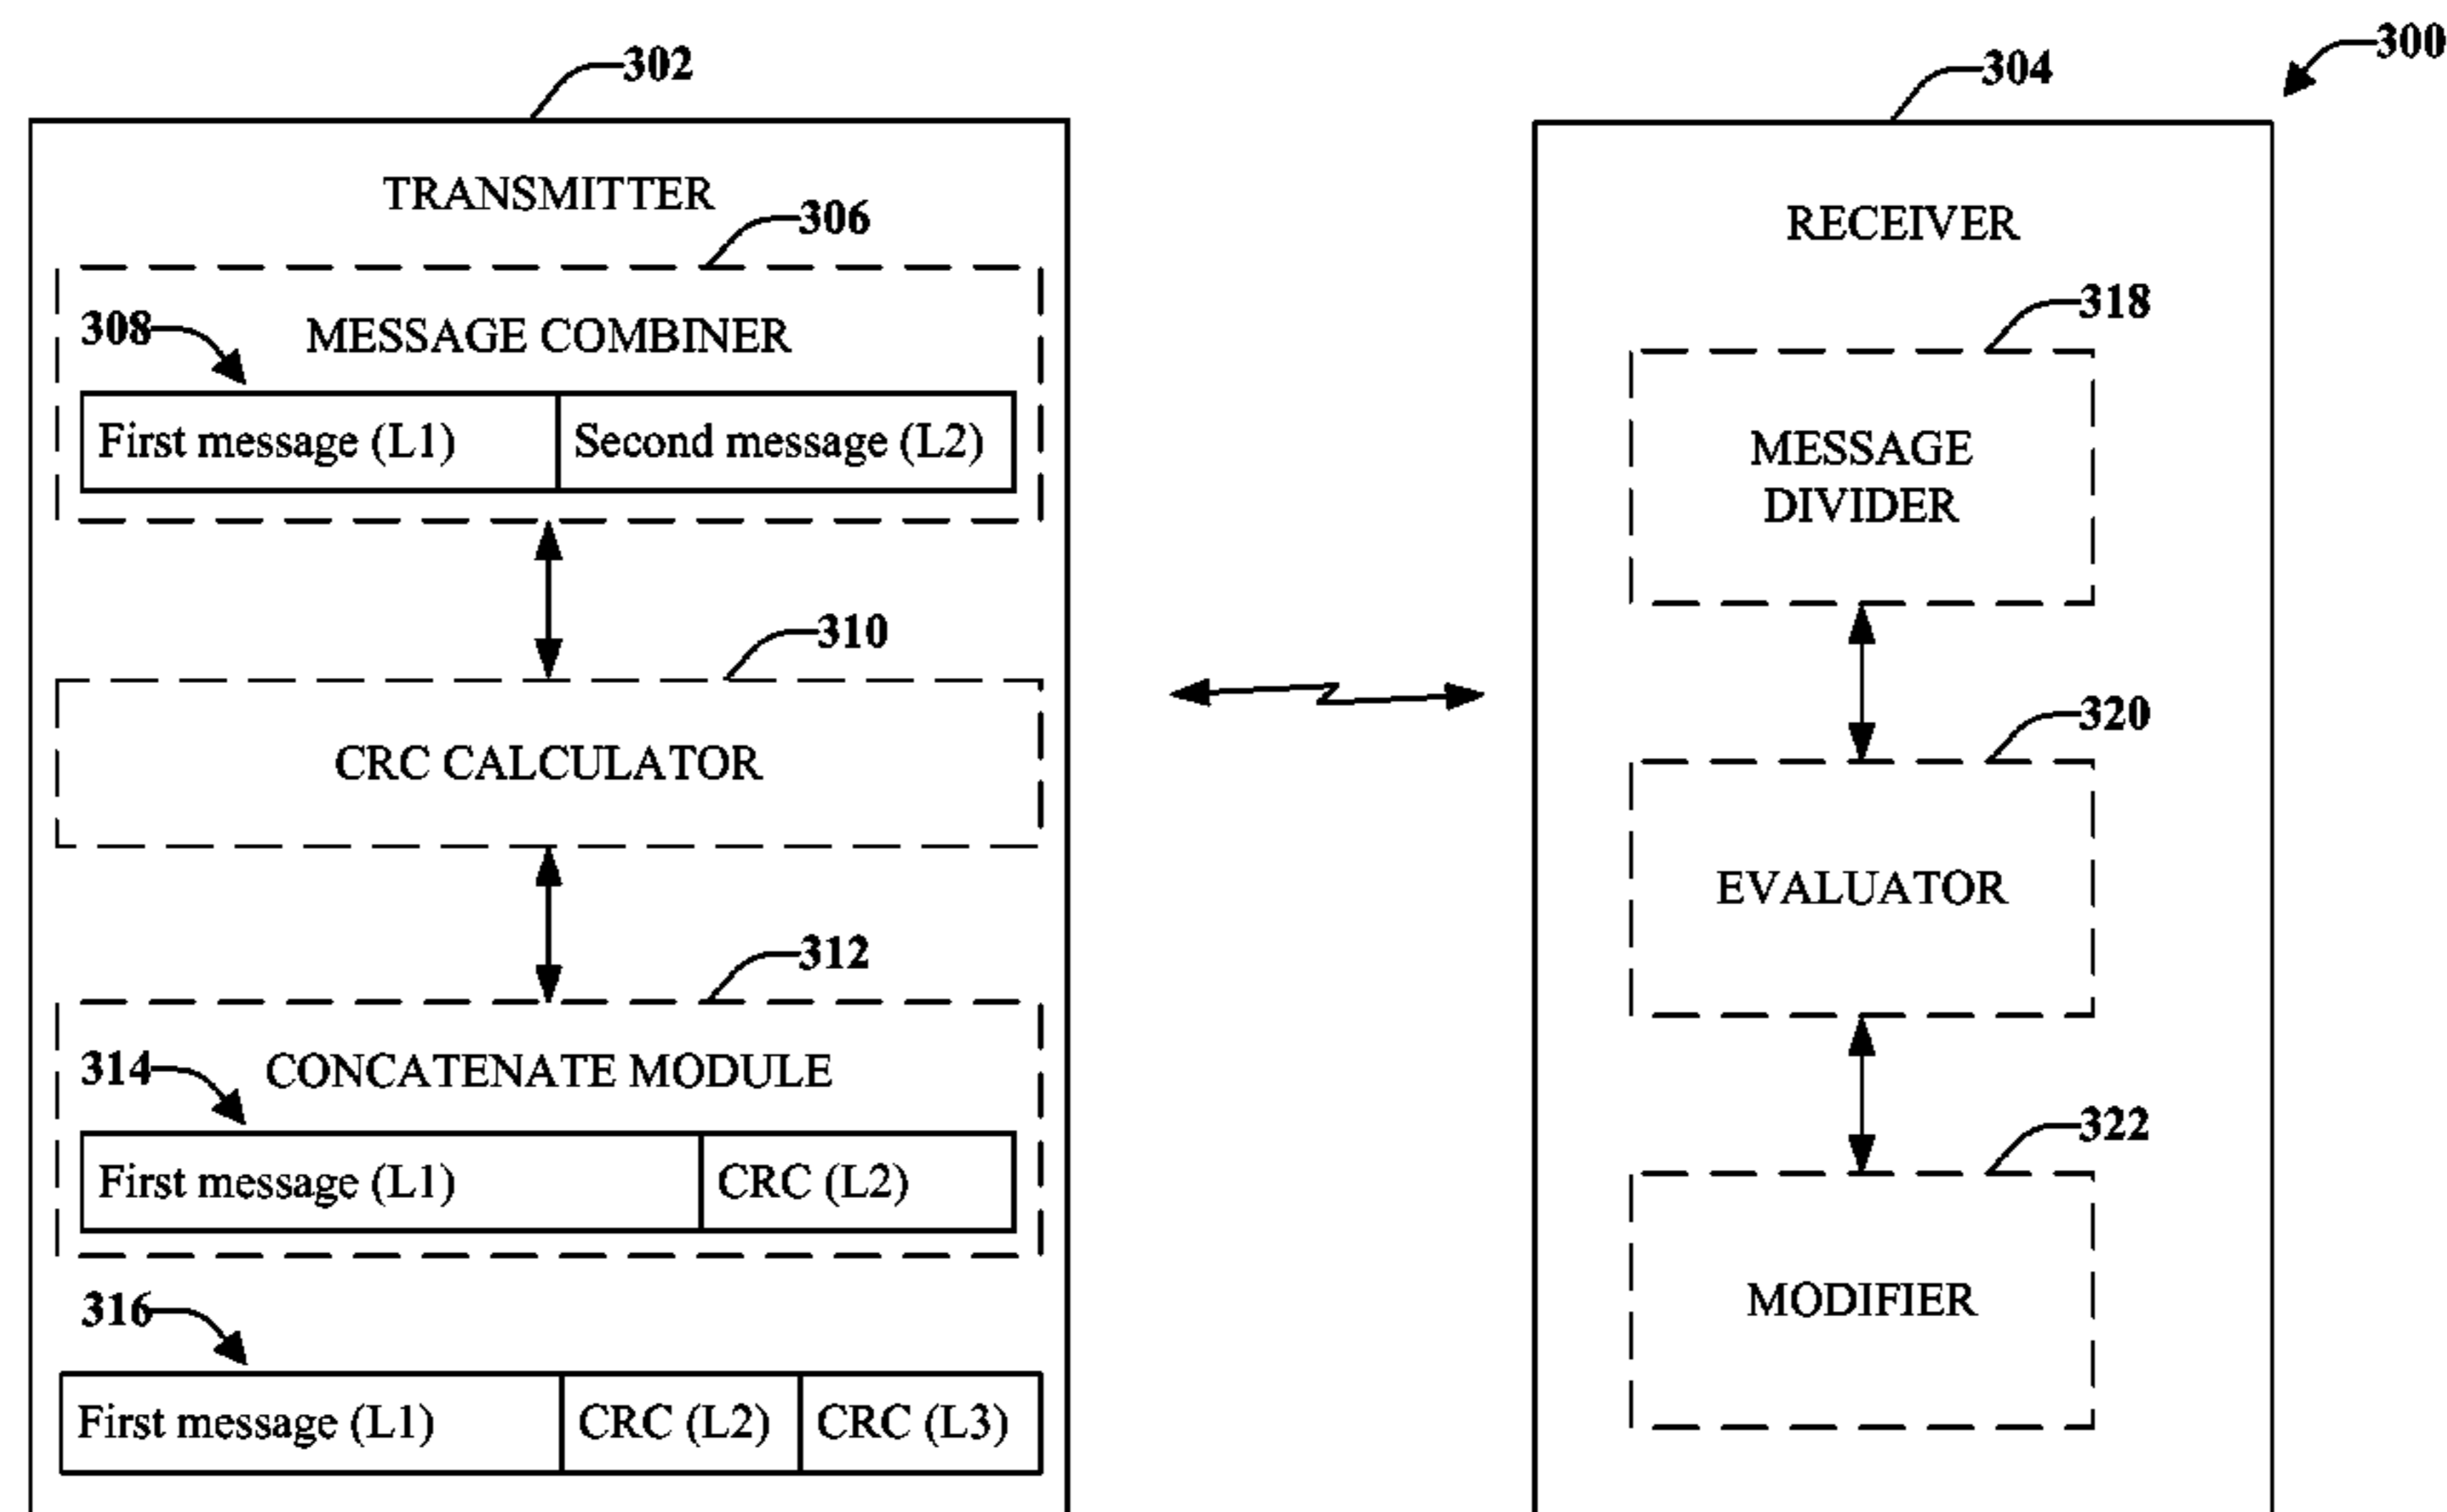 300
302
304
TRANSMITTER
306
308
MESSAGE COMBINER
First message (L1) Second message (L2)
310
CRC CALCULATOR
312
314
CONCATENATE MODULE
First message (L1) CRC (L2)
316
First message (L1) CRC (L2) CRC (L3)
RECEIVER
318
MESSAGE
DIVIDER
320
EVALUATOR
322
MODIFIER